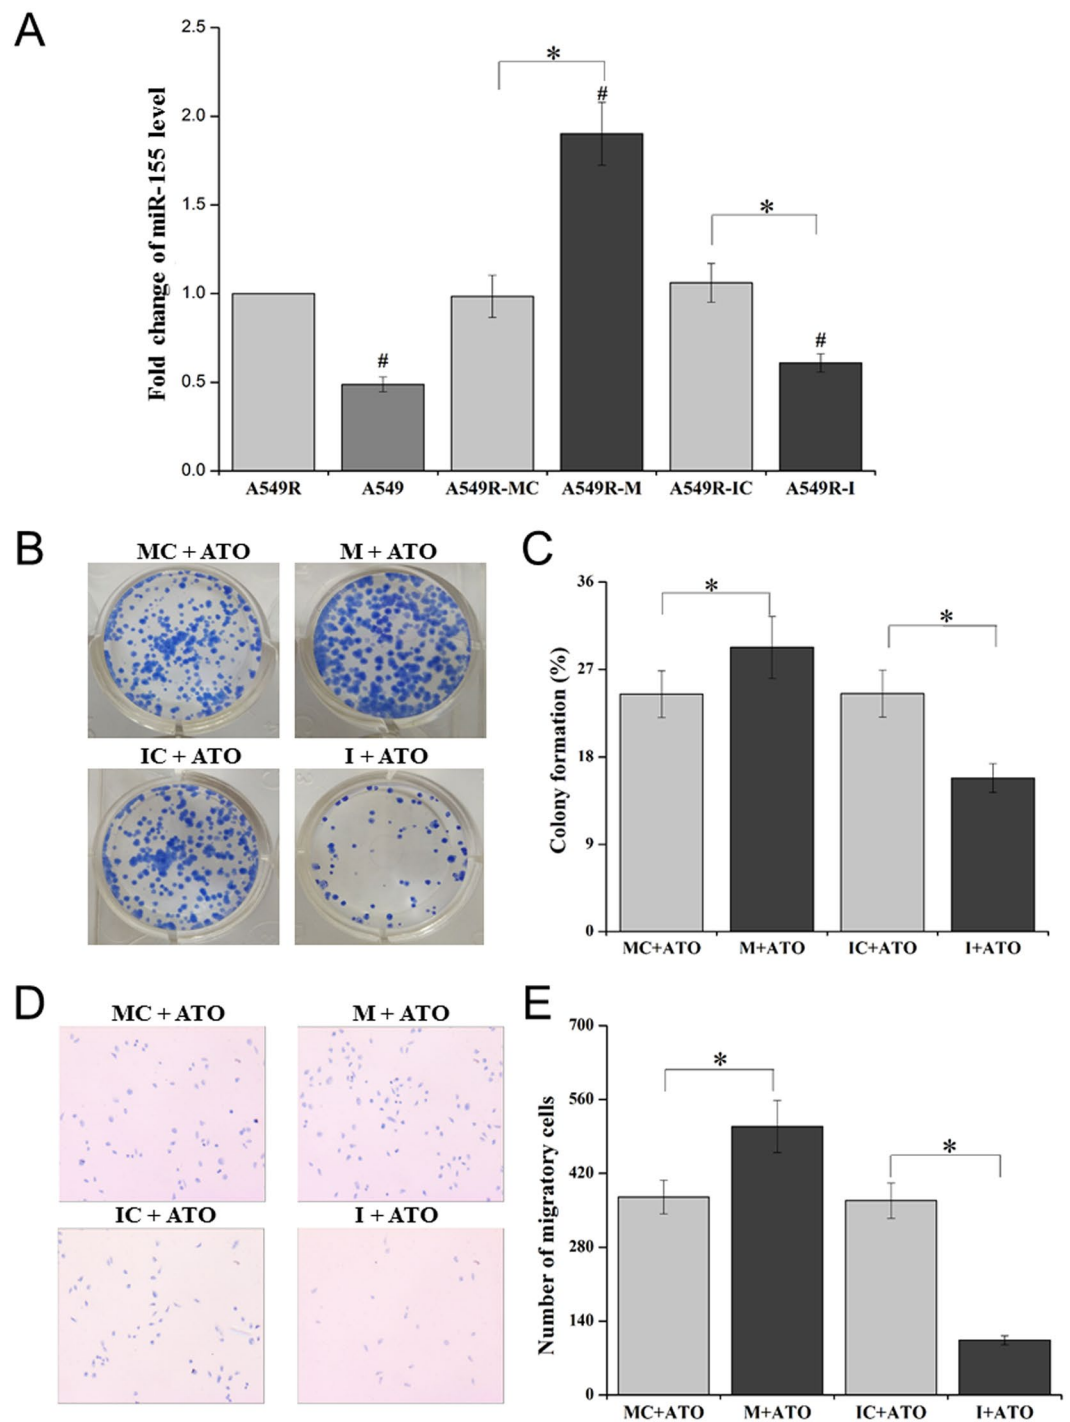 A
Fold change of miR-155 level
2.5
2.0
1.5
1.0
0.5
0.0
*
#
*
#
#
A549R A549 A549R-MC A549R-M A549R-IC A549R-I
B
MC + ATO M + ATO
IC + ATO I + ATO
C
Colony formation (%)
36
27
18
9
0
*
*
MC+ATO M+ATO IC+ATO I+ATO
D
MC + ATO M + ATO
IC + ATO I + ATO
E
Number of migratory cells
700
560
420
280
140
0
*
*
MC+ATO M+ATO IC+ATO I+ATO